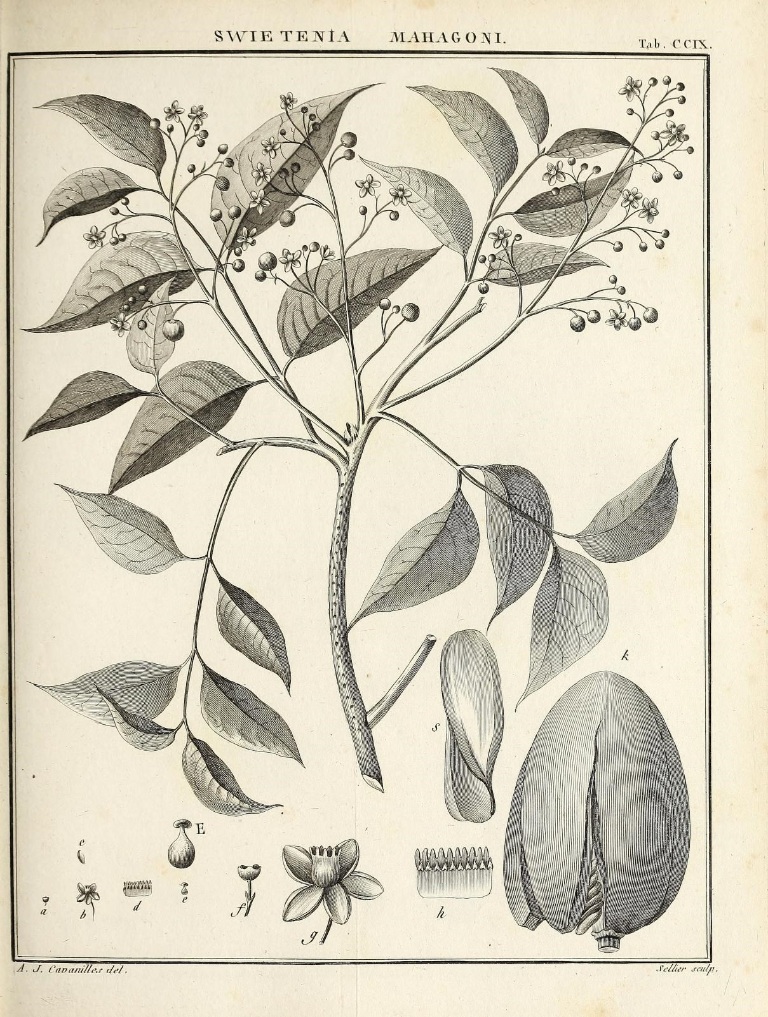 SWIETENIA MAHAGONI.
Tab. CCIX.
k
s
E
c
a
b
d
e
f
g
h
A. J. Cavanilles del.
Sellier sculp.